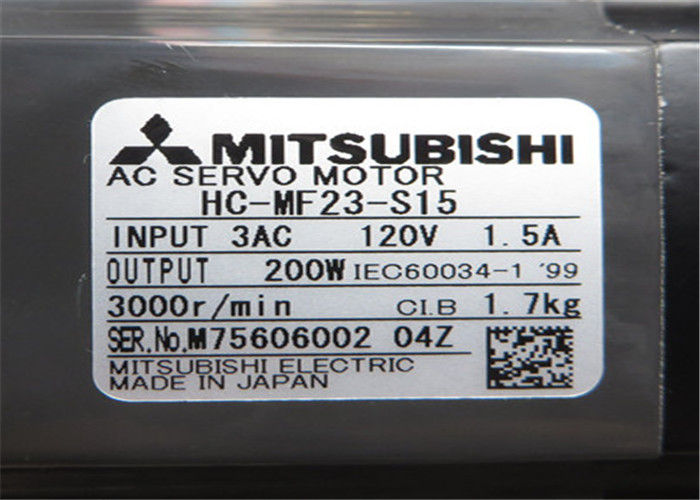 MITSUBISHI
AC SERVO MOTOR
HC-MF23-S15
INPUT 3AC 120V 1.5A
OUTPUT 200W IEC60034-1 '99
3000r/min CI.B 1.7kg
SER.No.M75606002 04Z
MITSUBISHI ELECTRIC
MADE IN JAPAN